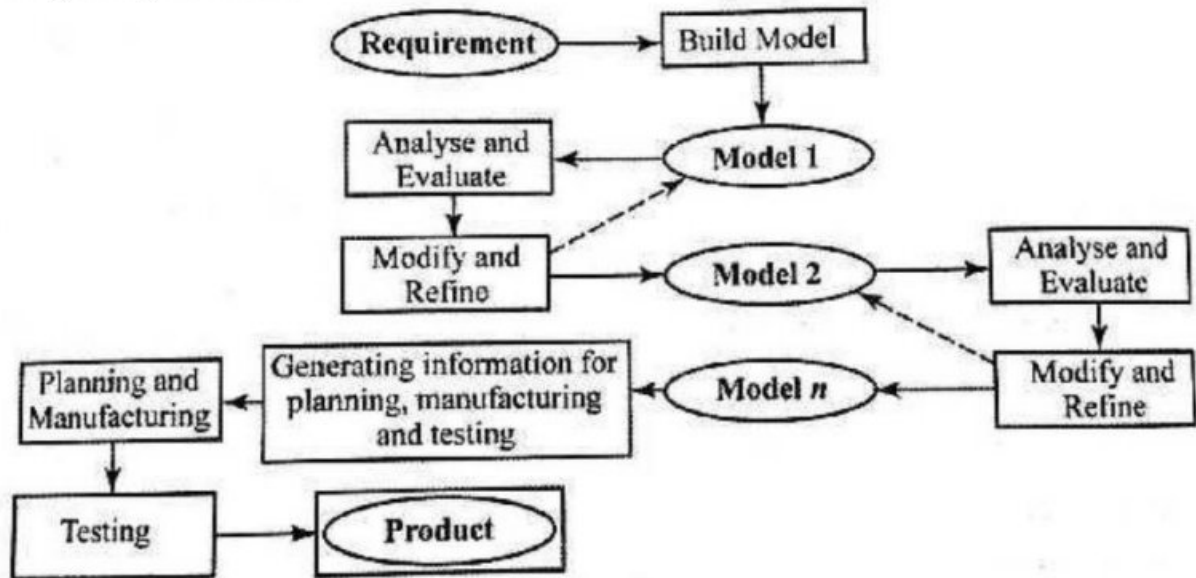 Requirement
Build Model
Analyse and
Evaluate
Model 1
Modify and
Refine
Model 2
Analyse and
Evaluate
Modify and
Refine
Model n
Generating information for
planning, manufacturing
and testing
Planning and
Manufacturing
Testing
Product